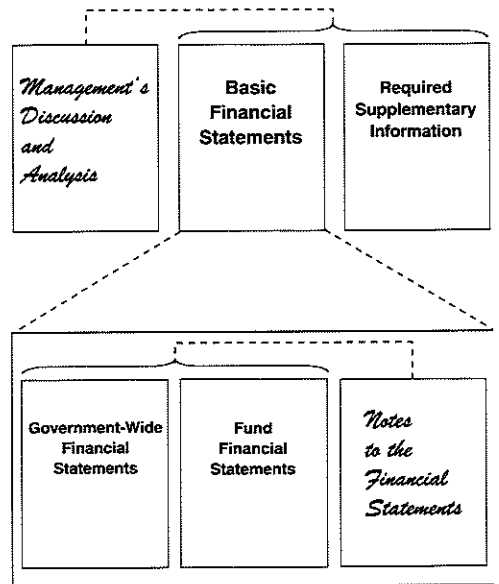 Management's
Discussion
and
Analysis
Basic
Financial
Statements
Required
Supplementary
Information
Government-Wide
Financial
Statements
Fund
Financial
Statements
Notes
to the
Financial
Statements